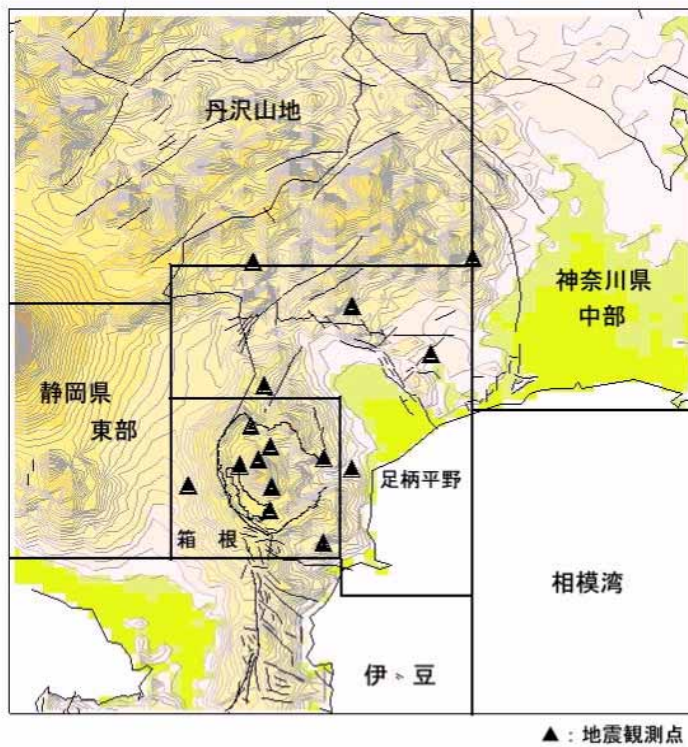 丹沢山地
神奈川県
中部
静岡県
東部
足柄平野
箱 根
相模湾
伊 豆
▲：地震観測点